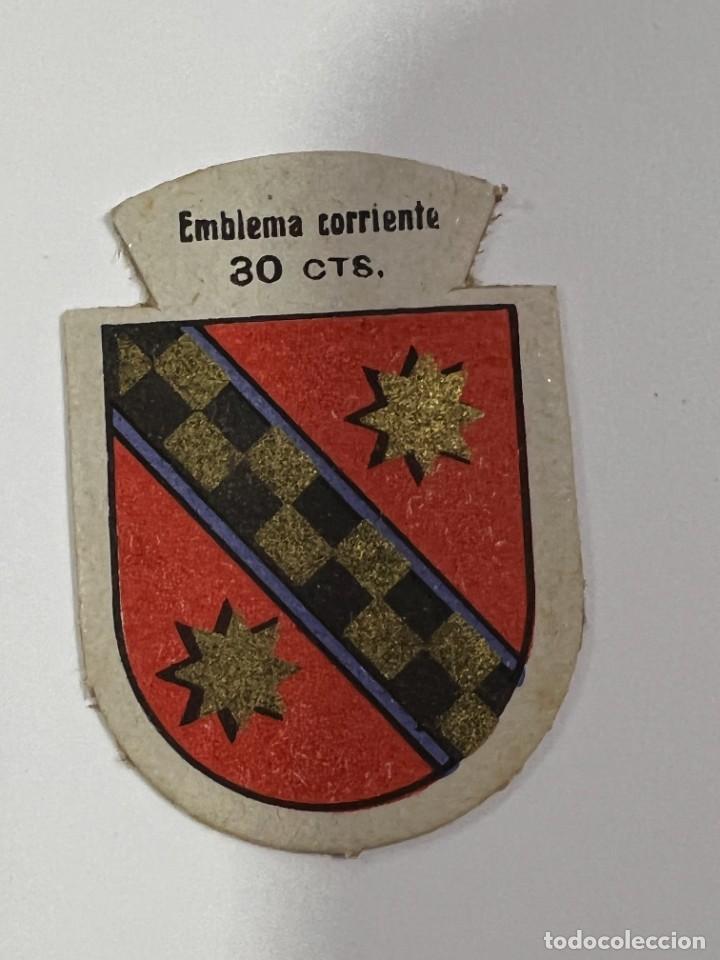 Emblema corriente
30 CTS.
todocoleccion